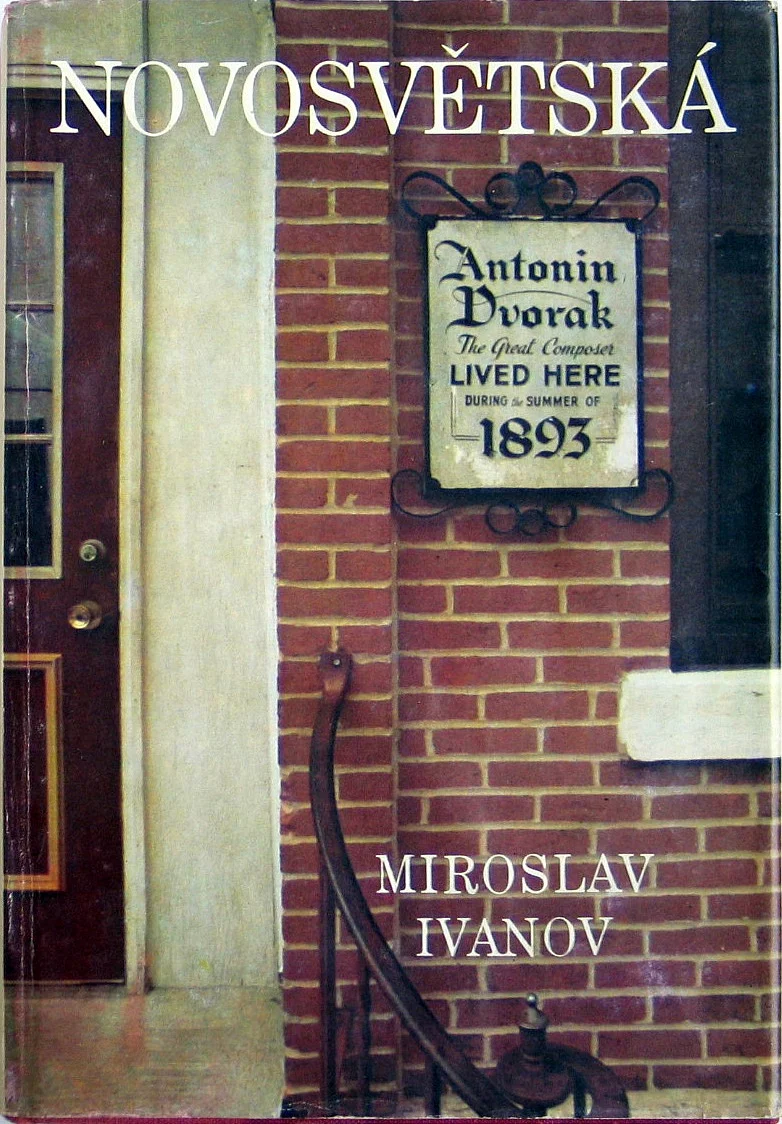 NOVOSVĚTSKÁ
Antonin
Dvorak
The Great Composer
LIVED HERE
DURING the SUMMER OF
1893
MIROSLAV
IVANOV